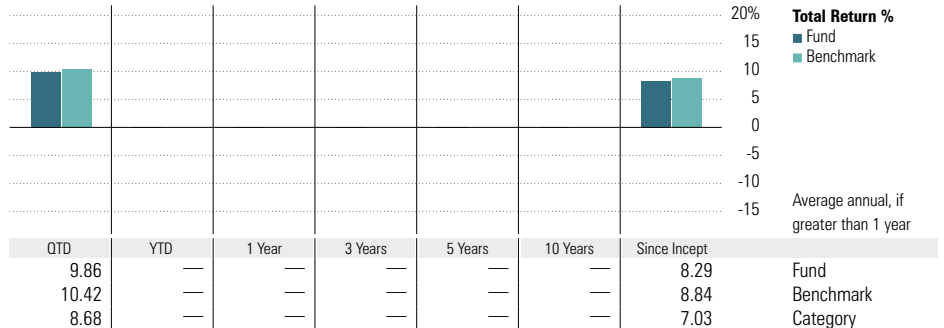 20% Total Return %
Fund
15
Benchmark
10
5
0
-5
-10
-15
Average annual, if
greater than 1 year
QTD YTD 1 Year 3 Years 5 Years 10 Years Since Incept
9.86 — — — — — 8.29 Fund
10.42 — — — — — 8.84 Benchmark
8.68 — — — — — 7.03 Category